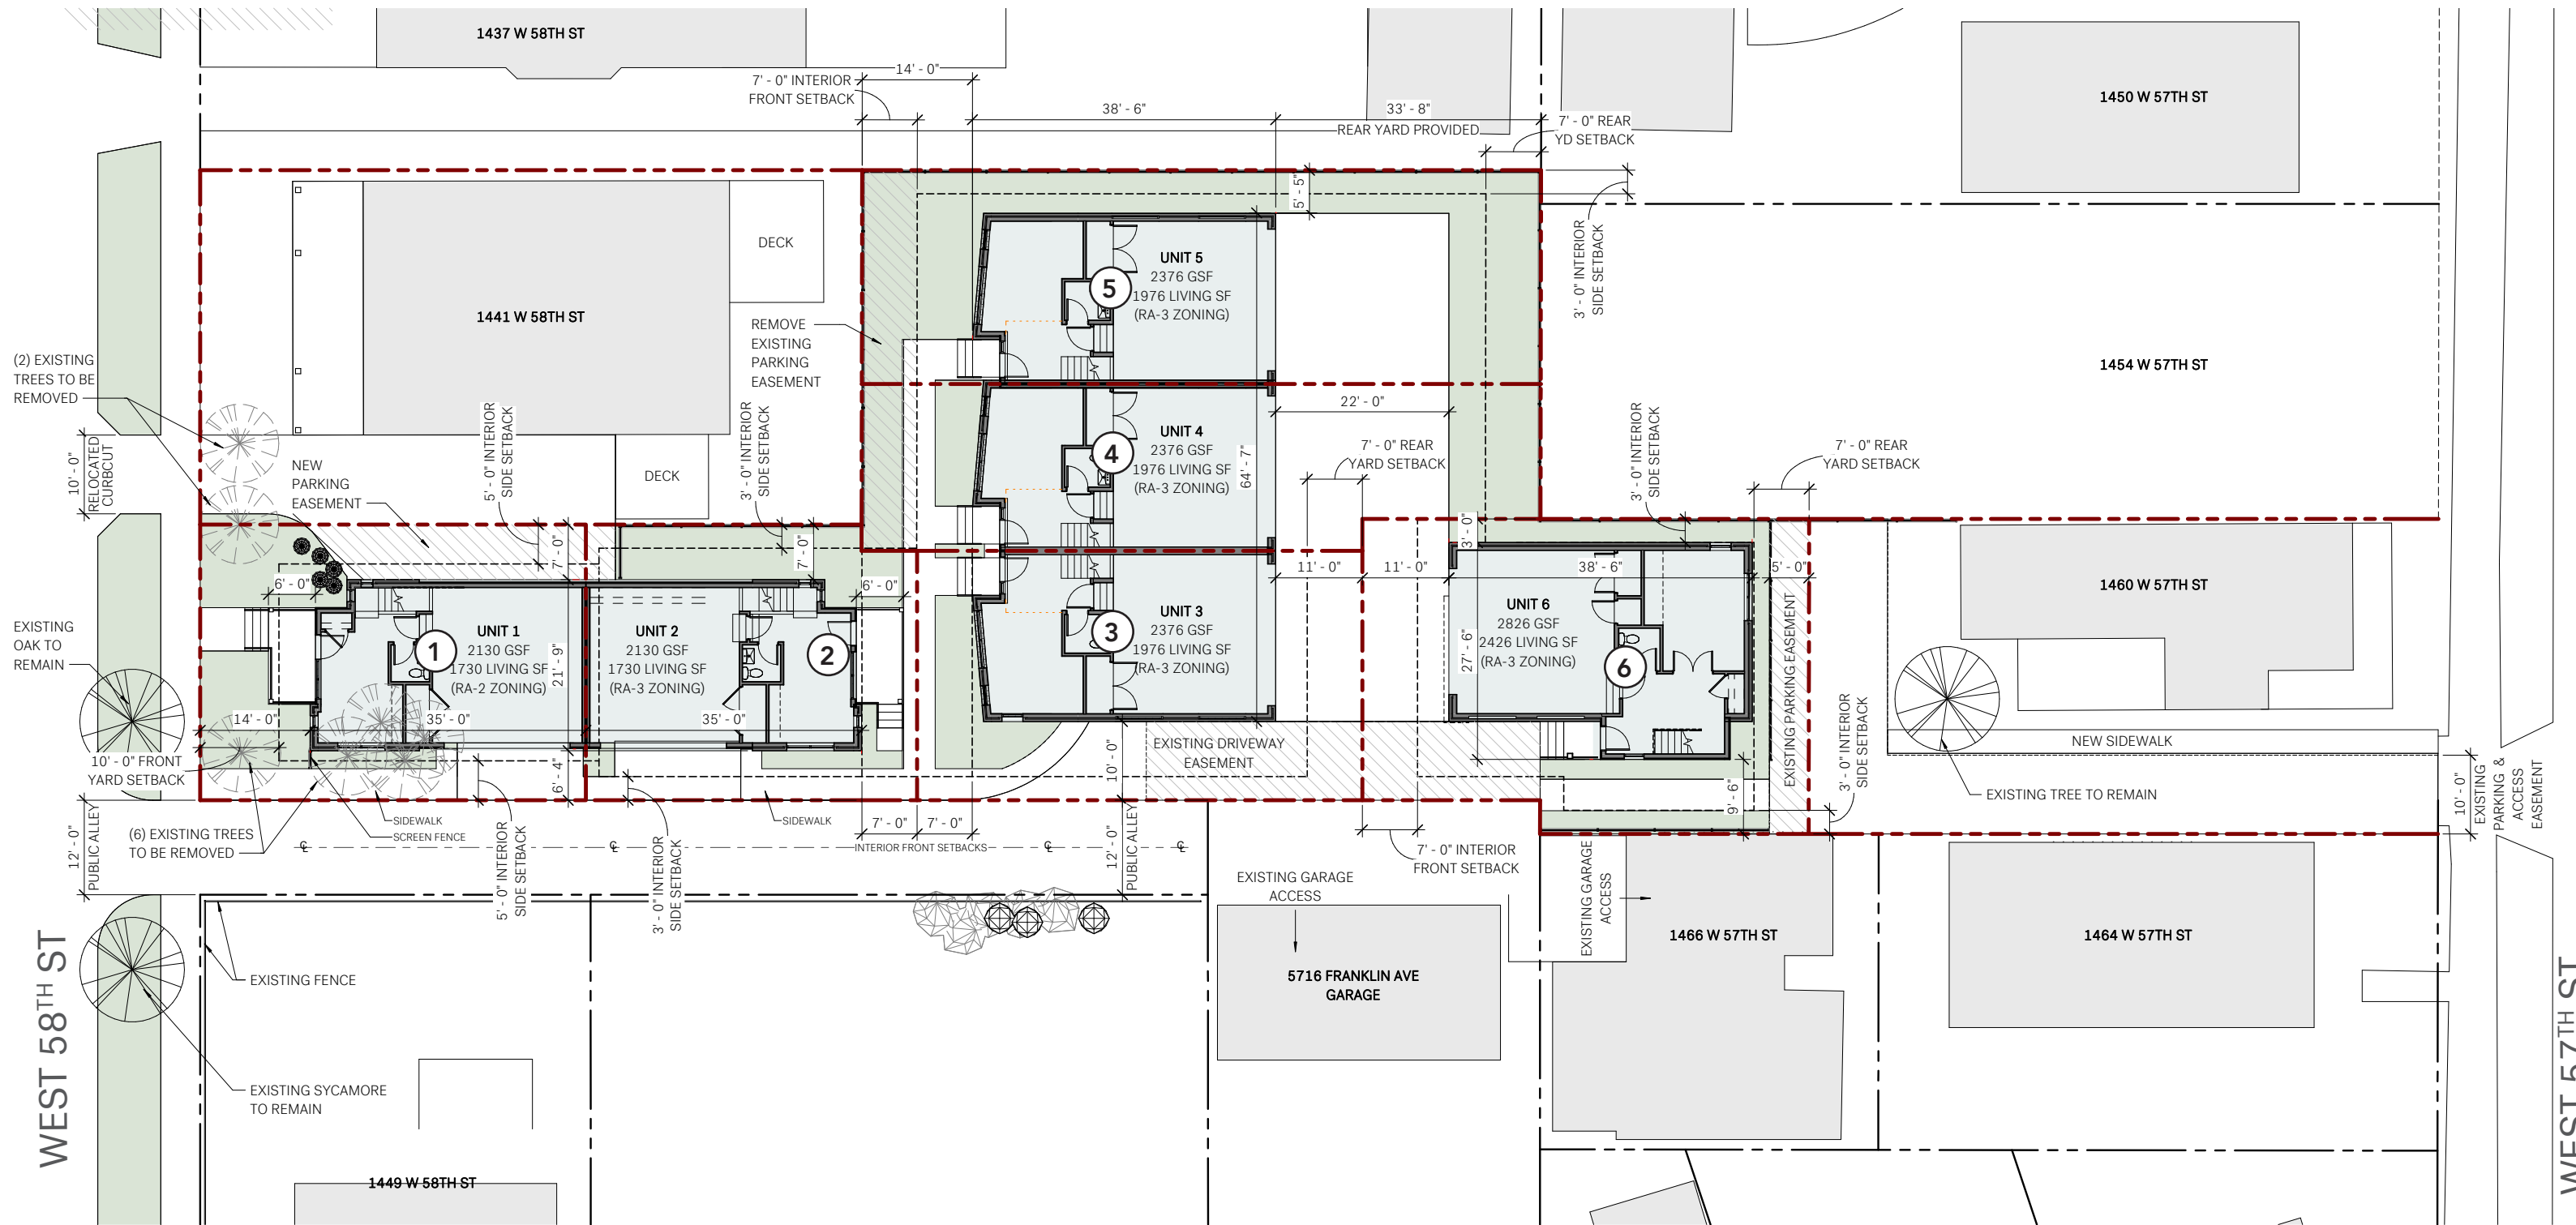 1437 W 58TH ST
14' - 0"
7' - 0" INTERIOR
FRONT SETBACK
38' - 6"
33' - 8"
REAR YARD PROVIDED
7' - 0" REAR
YD SETBACK
1450 W 57TH ST
5' - 5"
3' - 0" INTERIOR
SIDE SETBACK
DECK
1441 W 58TH ST
REMOVE
EXISTING
PARKING
EASEMENT
UNIT 5
2376 GSF
1976 LIVING SF
(RA-3 ZONING)
5
1454 W 57TH ST
(2) EXISTING
TREES TO BE
REMOVED
10' - 0"
RELOCATED
CURBCUT
NEW
PARKING
EASEMENT
5' - 0" INTERIOR
SIDE SETBACK
DECK
3' - 0" INTERIOR
SIDE SETBACK
7' - 0"
7' - 0"
UNIT 4
2376 GSF
1976 LIVING SF
(RA-3 ZONING)
4
64' - 7"
22' - 0"
7' - 0" REAR
YARD SETBACK
3' - 0" INTERIOR
SIDE SETBACK
7' - 0" REAR
YARD SETBACK
3' - 0"
6' - 0"
6' - 0"
11' - 0"
11' - 0"
38' - 6"
5' - 0"
1460 W 57TH ST
EXISTING
OAK TO
REMAIN
UNIT 1
2130 GSF
1730 LIVING SF
(RA-2 ZONING)
1
21' - 9"
UNIT 2
2130 GSF
1730 LIVING SF
(RA-3 ZONING)
2
UNIT 3
2376 GSF
1976 LIVING SF
(RA-3 ZONING)
3
27' - 6"
UNIT 6
2826 GSF
2426 LIVING SF
(RA-3 ZONING)
6
EXISTING PARKING EASEMENT
14' - 0"
35' - 0"
35' - 0"
10' - 0" FRONT
YARD SETBACK
6' - 4"
10' - 0"
EXISTING DRIVEWAY
EASEMENT
9' - 6"
3' - 0" INTERIOR
SIDE SETBACK
NEW SIDEWALK
EXISTING TREE TO REMAIN
10' - 0"
EXISTING
PARKING &
ACCESS
EASEMENT
12' - 0"
PUBLIC ALLEY
(6) EXISTING TREES
TO BE REMOVED
SIDEWALK
SCREEN FENCE
5' - 0" INTERIOR
SIDE SETBACK
3' - 0" INTERIOR
SIDE SETBACK
SIDEWALK
7' - 0"
7' - 0"
INTERIOR FRONT SETBACKS
12' - 0"
PUBLIC ALLEY
7' - 0" INTERIOR
FRONT SETBACK
EXISTING GARAGE
ACCESS
EXISTING GARAGE
ACCESS
1466 W 57TH ST
1464 W 57TH ST
5716 FRANKLIN AVE
GARAGE
EXISTING FENCE
EXISTING SYCAMORE
TO REMAIN
1449 W 58TH ST
WEST 58TH ST
WEST 57TH ST